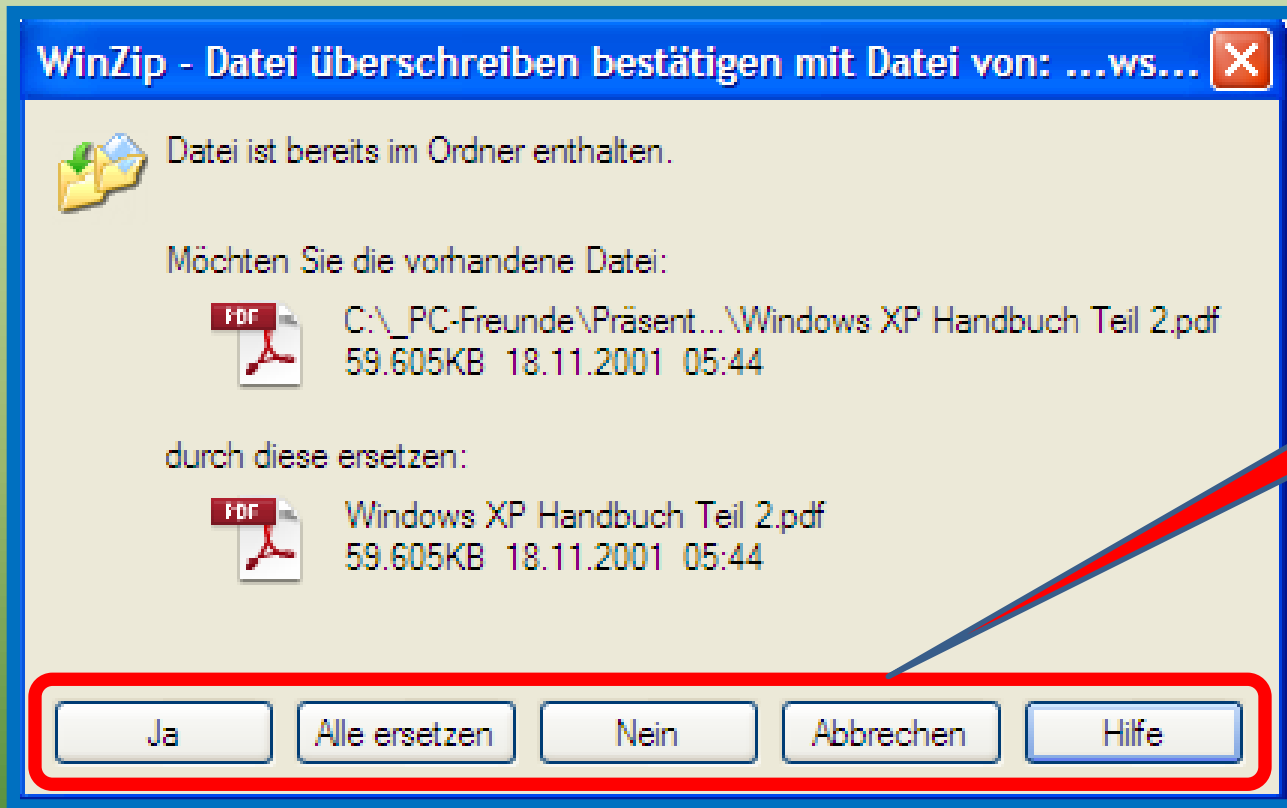 WinZip - Datei überschreiben bestätigen mit Datei von: ...ws...
Datei ist bereits im Ordner enthalten.
Möchten Sie die vorhandene Datei:
PDF
C:\_PC-Freunde\Präsent...\Windows XP Handbuch Teil 2.pdf
59.605KB 18.11.2001 05:44
durch diese ersetzen:
PDF
Windows XP Handbuch Teil 2.pdf
59.605KB 18.11.2001 05:44
Ja Alle ersetzen Nein Abbrechen Hilfe